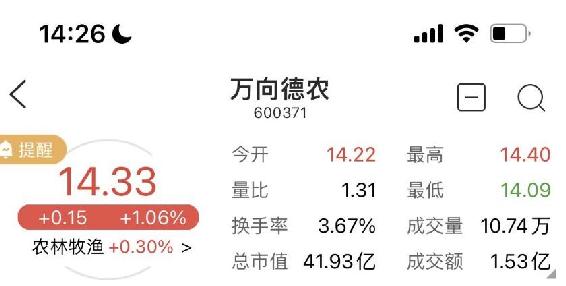 14:26
万向德农
600371
提醒
14.33
+0.15 +1.06%
农林牧渔 +0.30% >
今开 14.22 最高 14.40
量比 1.31 最低 14.09
换手率 3.67% 成交量 10.74万
总市值 41.93亿 成交额 1.53亿